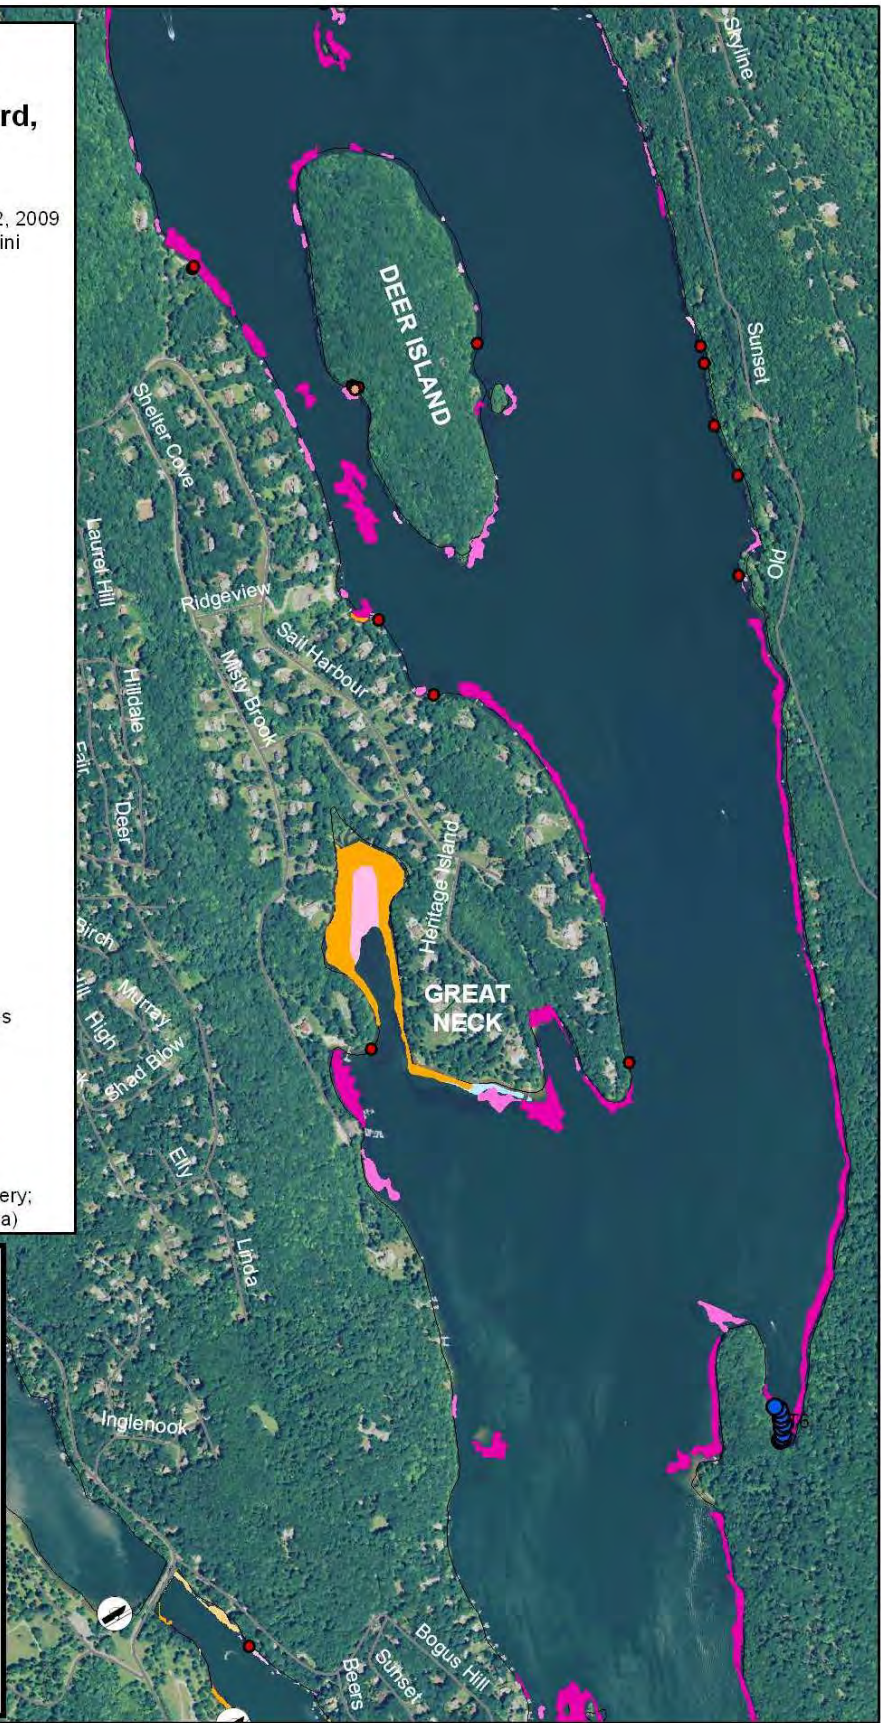 rd,
2, 2009
ini
s
ery;
a)
Skyline
DEER ISLAND
Sunset
Shelter Cove
Laurel Hill
Ridgeview
Sail Harbour
Old
Misty Brook
Hilldale
Fair
Deer
Heritage Island
Birch
Hill
Murray
High
GREAT
NECK
Shad Blow
k
Elly
Linda
Inglenook
Bogus Hill
Sunset
Beers